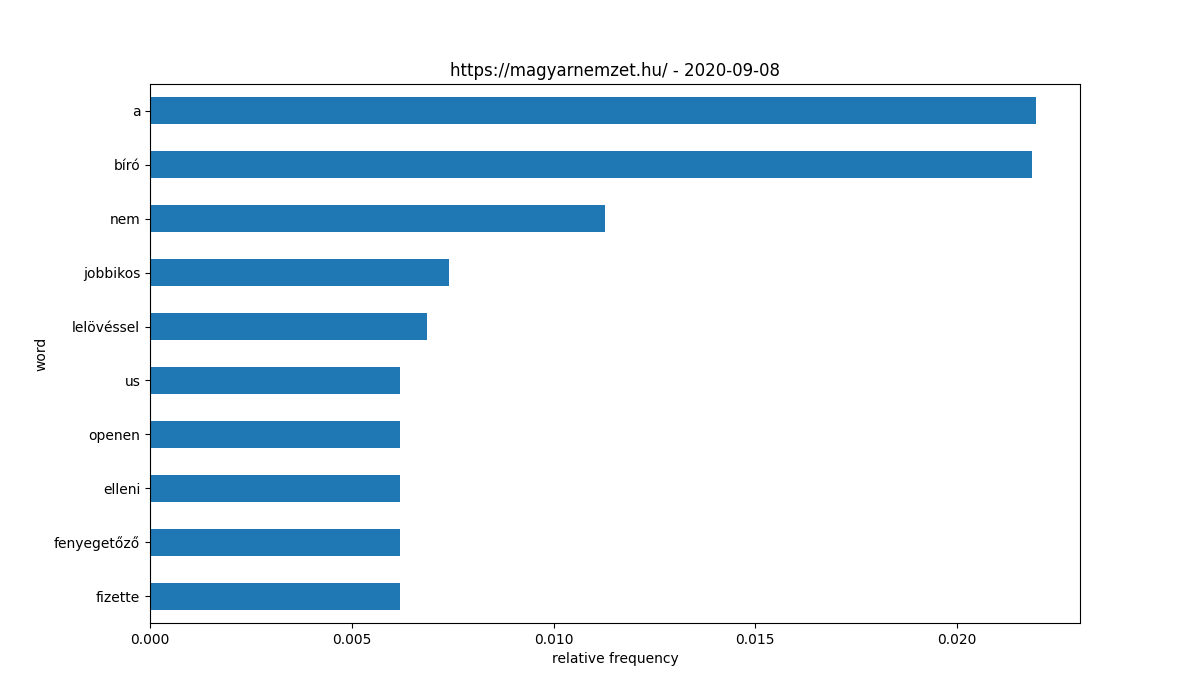 https://magyarnemzet.hu/ - 2020-09-08
a
bíró
nem
jobbikos
lelövéssel
us
openen
elleni
fenyegetőző
fizette
word
0.000 0.005 0.010 0.015 0.020
relative frequency